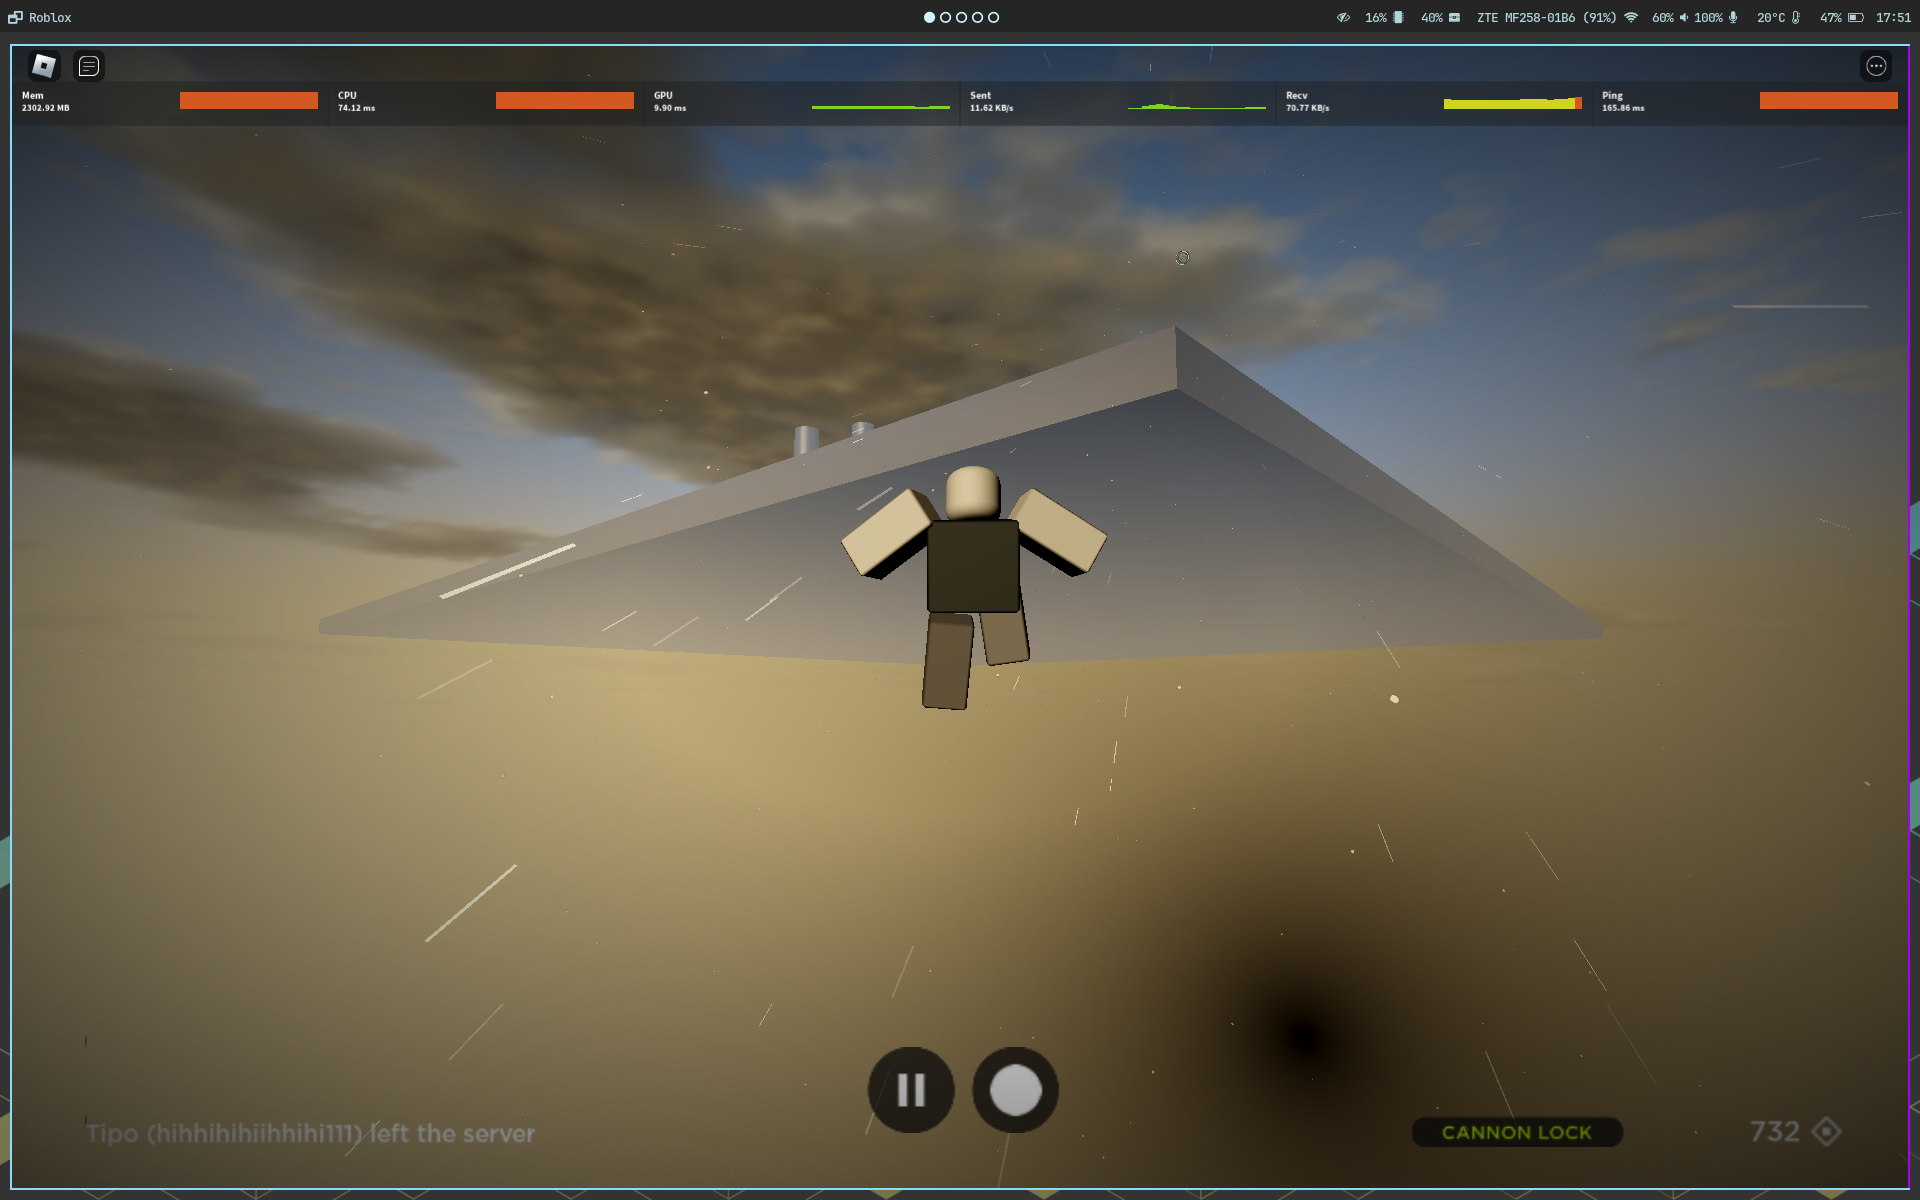 Roblox
16% 40% ZTE MF258-01B6 (91%) 60% 100% 20°C 47% 17:51
Mem
2302.92 MB
CPU
74.12 ms
GPU
9.90 ms
Sent
11.62 KB/s
Recv
70.77 KB/s
Ping
165.86 ms
Tipo (hihhihihiihhihi111) left the server
CANNON LOCK
732